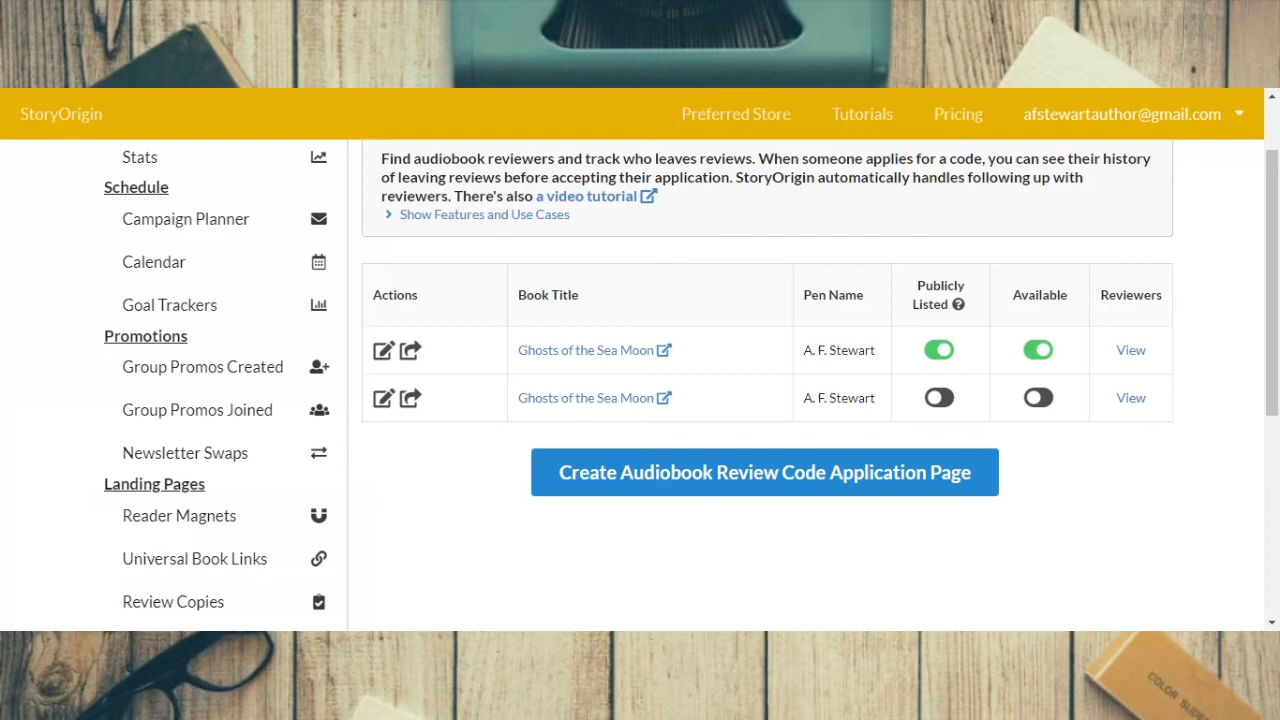 StoryOrigin
Preferred Store
Tutorials
Pricing
afstewartauthor@gmail.com
Stats
Schedule
Campaign Planner
Calendar
Goal Trackers
Promotions
Group Promos Created
Group Promos Joined
Newsletter Swaps
Landing Pages
Reader Magnets
Universal Book Links
Review Copies
Find audiobook reviewers and track who leaves reviews. When someone applies for a code, you can see their history
of leaving reviews before accepting their application. StoryOrigin automatically handles following up with
reviewers. There's also a video tutorial
Show Features and Use Cases
Actions
Book Title
Pen Name
Publicly
Listed
Available
Reviewers
Ghosts of the Sea Moon
A. F. Stewart
View
Ghosts of the Sea Moon
A. F. Stewart
View
Create Audiobook Review Code Application Page
COLOR